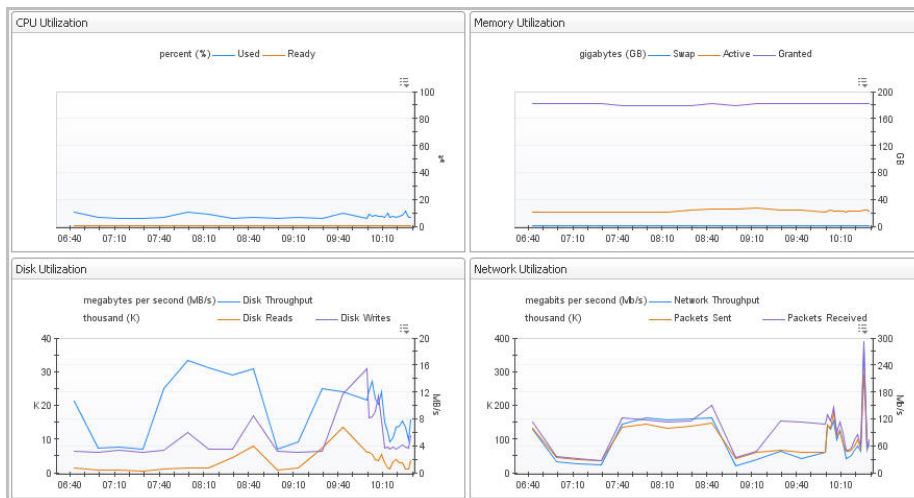 CPU Utilization
percent (%) Used Ready
100
80
60
%
40
20
0
06:40 07:10 07:40 08:10 08:40 09:10 09:40 10:10
Memory Utilization
gigabytes (GB) Swap Active Granted
200
160
120
GB
80
40
0
06:40 07:10 07:40 08:10 08:40 09:10 09:40 10:10
Disk Utilization
megabytes per second (MB/s) Disk Throughput
thousand (K) Disk Reads Disk Writes
40 20
30 16
12
K 20 MB/s
8
10 4
0 0
06:40 07:10 07:40 08:10 08:40 09:10 09:40 10:10
Network Utilization
megabits per second (Mb/s) Network Throughput
thousand (K) Packets Sent Packets Received
400 300
300 240
180
K 200 Mb/s
120
100 60
0 0
06:40 07:10 07:40 08:10 08:40 09:10 09:40 10:10